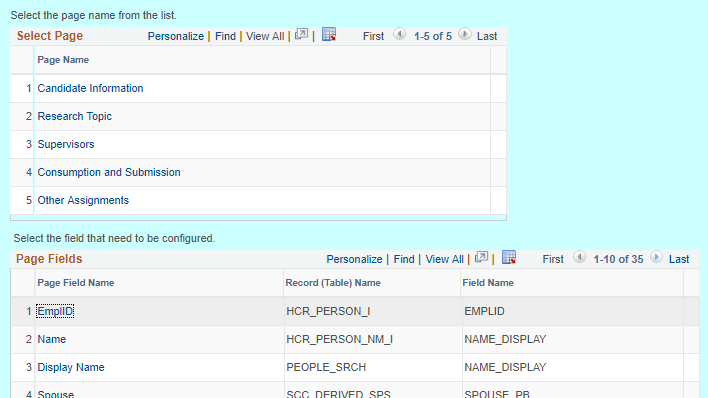 Select the page name from the list.
Select Page Personalize | Find | View All | | First 1-5 of 5 Last
Page Name
1 Candidate Information
2 Research Topic
3 Supervisors
4 Consumption and Submission
5 Other Assignments
Select the field that need to be configured.
Page Fields Personalize | Find | View All | | First 1-10 of 35 Last
Page Field Name Record (Table) Name Field Name
1 EmplID HCR_PERSON_I EMPLID
2 Name HCR_PERSON_NM_I NAME_DISPLAY
3 Display Name PEOPLE_SRCH NAME_DISPLAY
4 Spouse SCC_DERIVED_SPS SPOUSE_PB